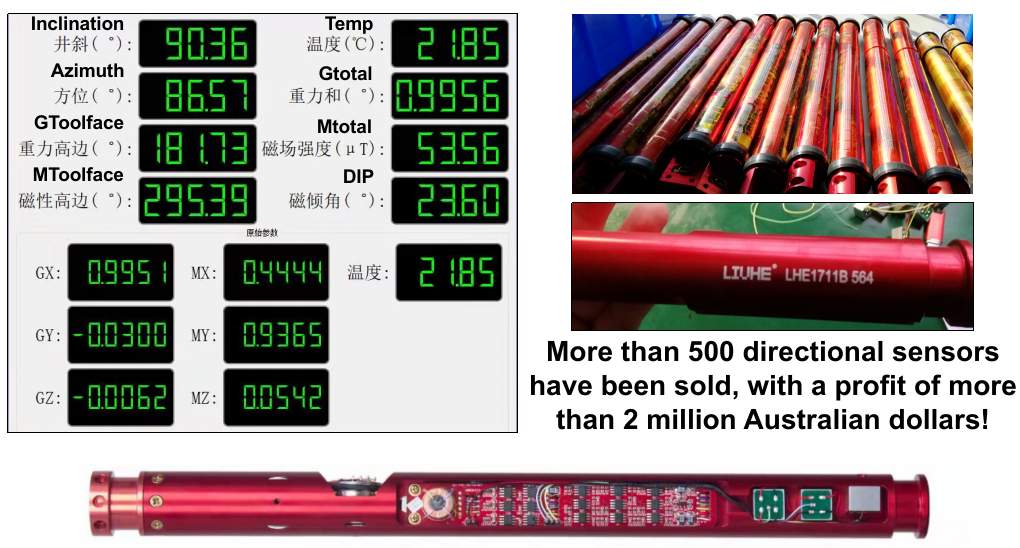 Inclination
井斜( °):
90.36
Temp
温度(℃):
21.85
Azimuth
方位( °):
86.57
Gtotal
重力和( °):
0.9956
GToolface
重力高边( °):
181.73
Mtotal
磁场强度(μT):
53.56
MToolface
磁性高边( °):
295.39
DIP
磁倾角( °):
23.60
原始参数
GX:
0.9951
MX:
0.4444
温度:
21.85
GY:
-0.0300
MY:
0.9365
GZ:
-0.0062
MZ:
0.0542
LIUHE® LHE1711B 564
More than 500 directional sensors
have been sold, with a profit of more
than 2 million Australian dollars!